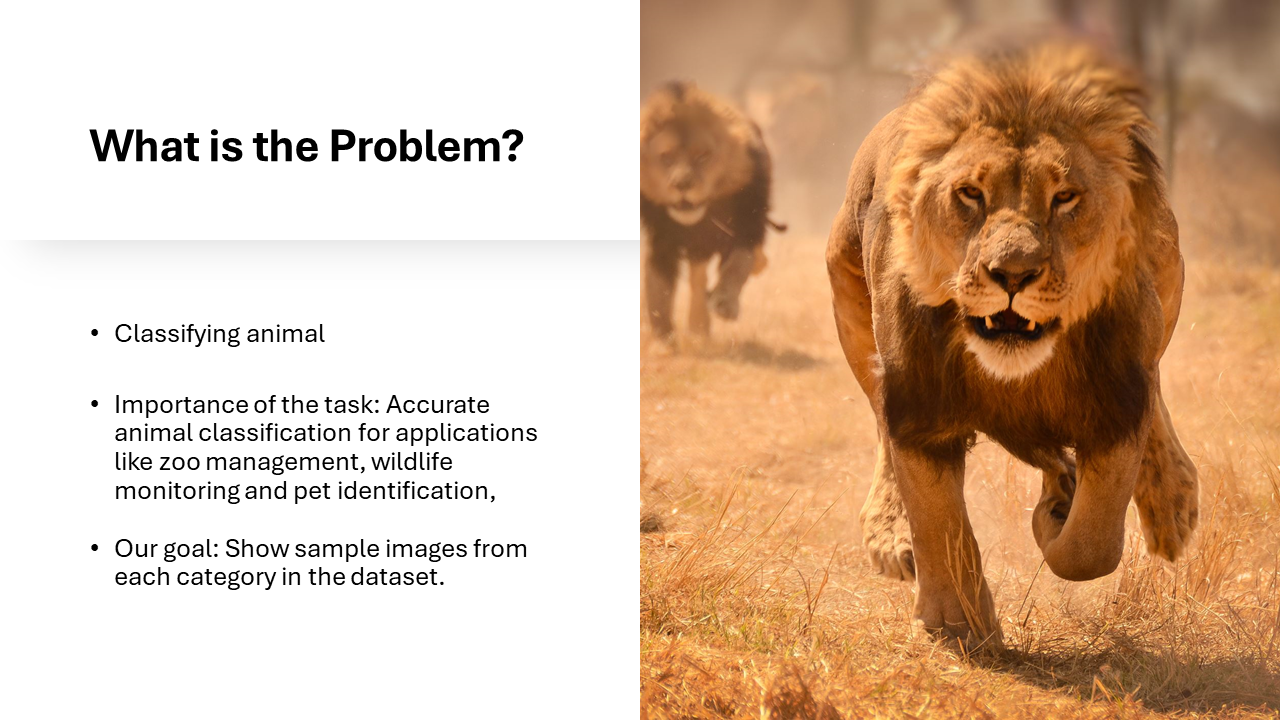 What is the Problem?
• Classifying animal
• Importance of the task: Accurate
animal classification for applications
like zoo management, wildlife
monitoring and pet identification,
• Our goal: Show sample images from
each category in the dataset.